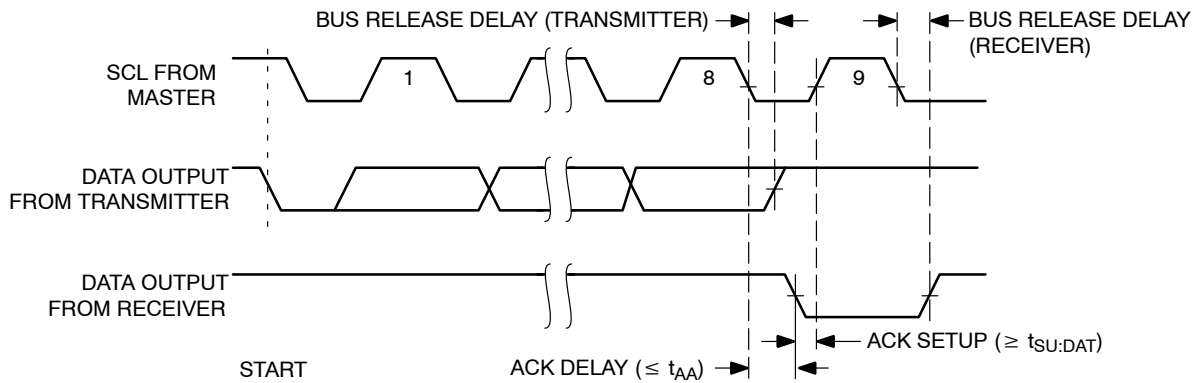 BUS RELEASE DELAY (TRANSMITTER)
BUS RELEASE DELAY
(RECEIVER)
SCL FROM
MASTER
1
8
9
DATA OUTPUT
FROM TRANSMITTER
DATA OUTPUT
FROM RECEIVER
ACK SETUP (≥ tSU:DAT)
START
ACK DELAY (≤ tAA)